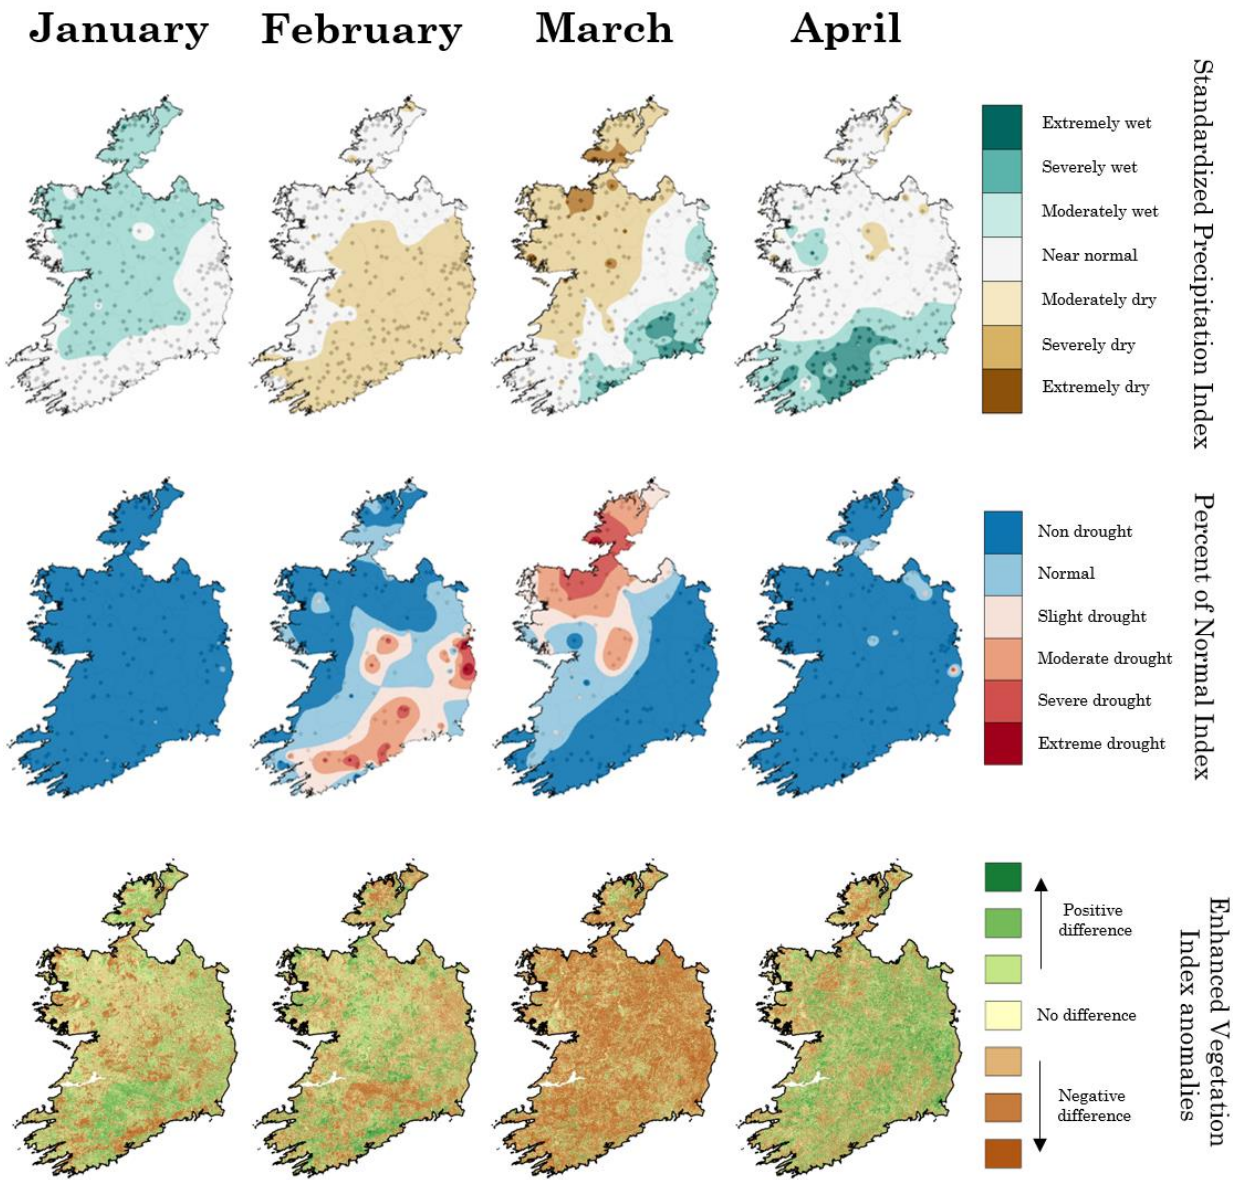 January
February
March
April
Extremely wet
Severely wet
Moderately wet
Near normal
Moderately dry
Severely dry
Extremely dry
Standardized Precipitation Index
Non drought
Normal
Slight drought
Moderate drought
Severe drought
Extreme drought
Percent of Normal Index
Positive
difference
No difference
Negative
difference
Enhanced Vegetation
Index anomalies